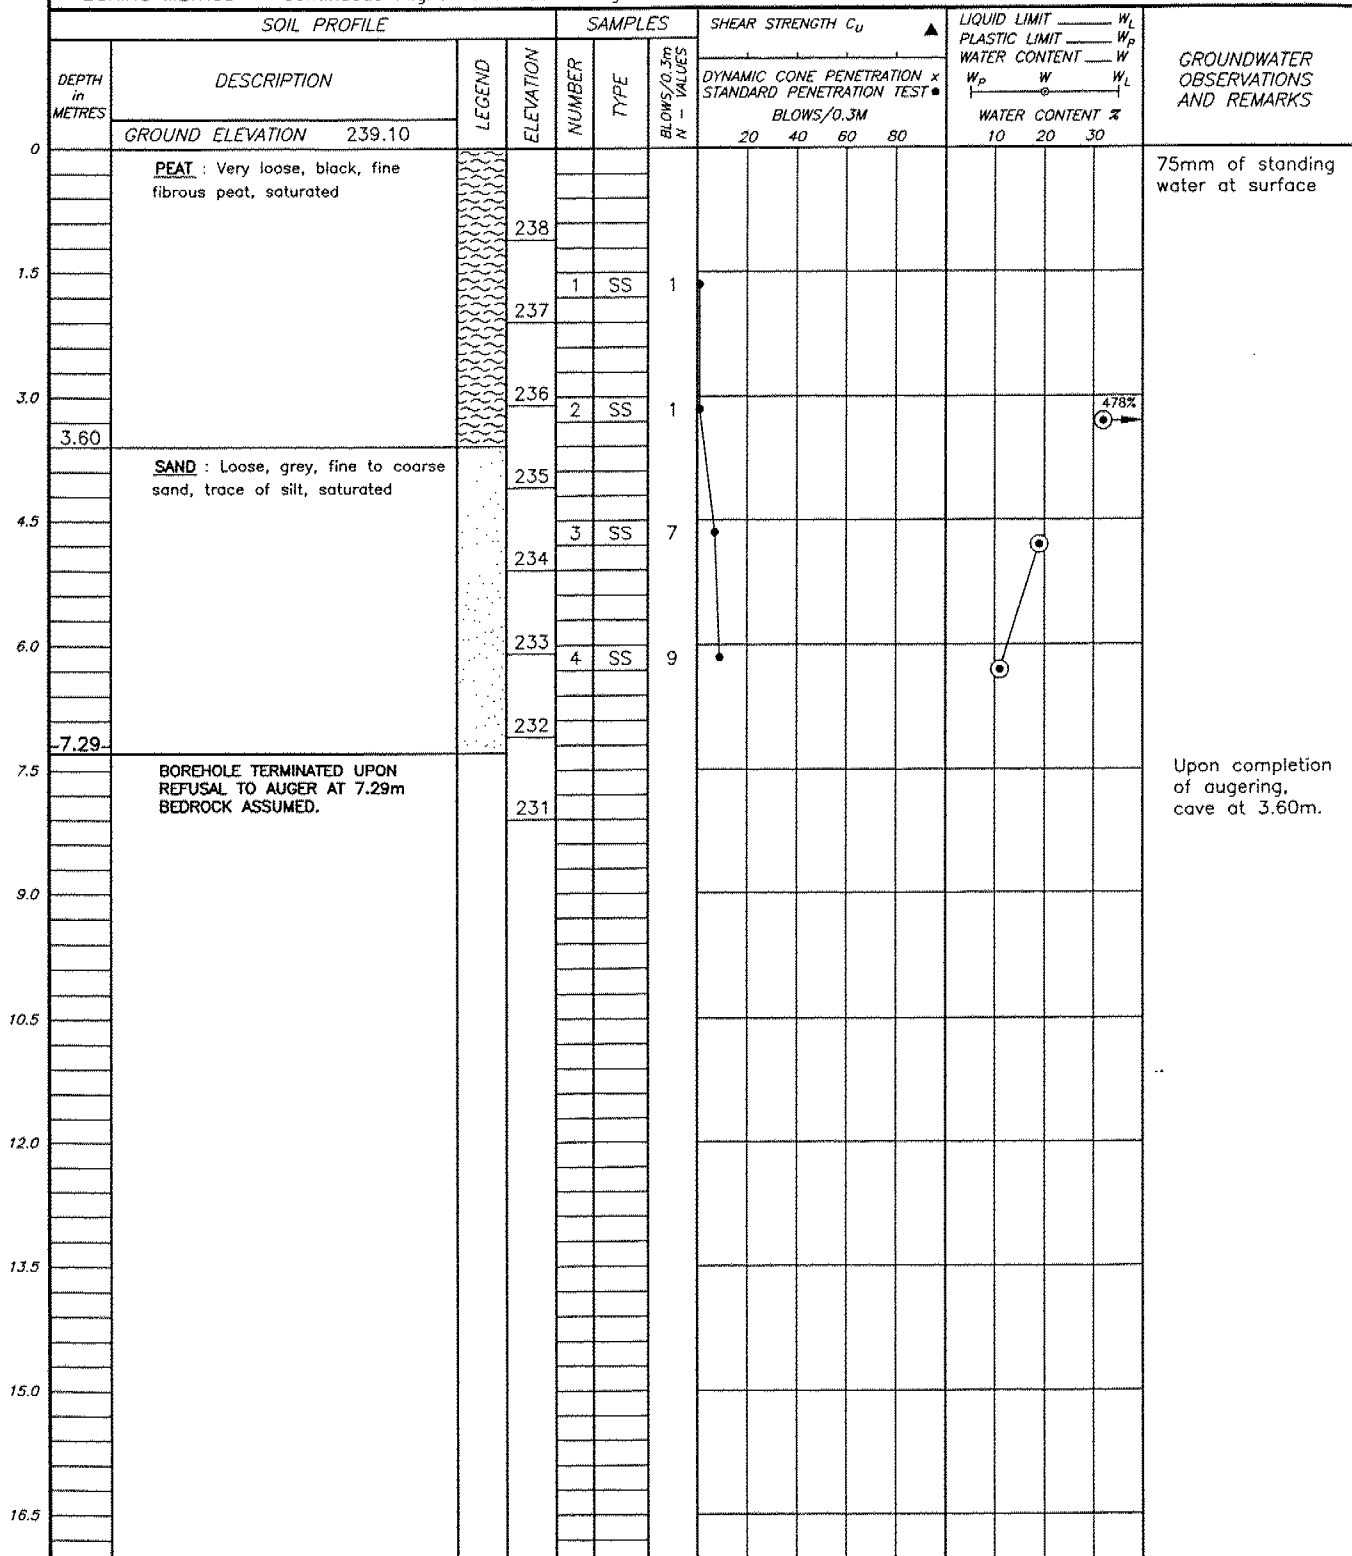 SOIL PROFILE
SAMPLES
SHEAR STRENGTH CU ▲
LIQUID LIMIT ______ WL
PLASTIC LIMIT ______ WP
WATER CONTENT ___ W
GROUNDWATER
OBSERVATIONS
AND REMARKS
DEPTH
in
METRES
DESCRIPTION
LEGEND
ELEVATION
NUMBER
TYPE
BLOWS/0.3m
N - VALUES
DYNAMIC CONE PENETRATION x
STANDARD PENETRATION TEST ●
BLOWS/0.3M
20 40 60 80
WP W WL
WATER CONTENT %
10 20 30
GROUND ELEVATION 239.10
0
PEAT : Very loose, black, fine
fibrous peat, saturated
75mm of standing
water at surface
238
1.5
1 SS 1
237
236
3.0
2 SS 1
478%
3.60
SAND : Loose, grey, fine to coarse
sand, trace of silt, saturated
235
4.5
3 SS 7
234
233
6.0
4 SS 9
232
7.29
7.5
BOREHOLE TERMINATED UPON
REFUSAL TO AUGER AT 7.29m
BEDROCK ASSUMED.
231
Upon completion
of augering,
cave at 3.60m.
9.0
10.5
12.0
13.5
15.0
16.5